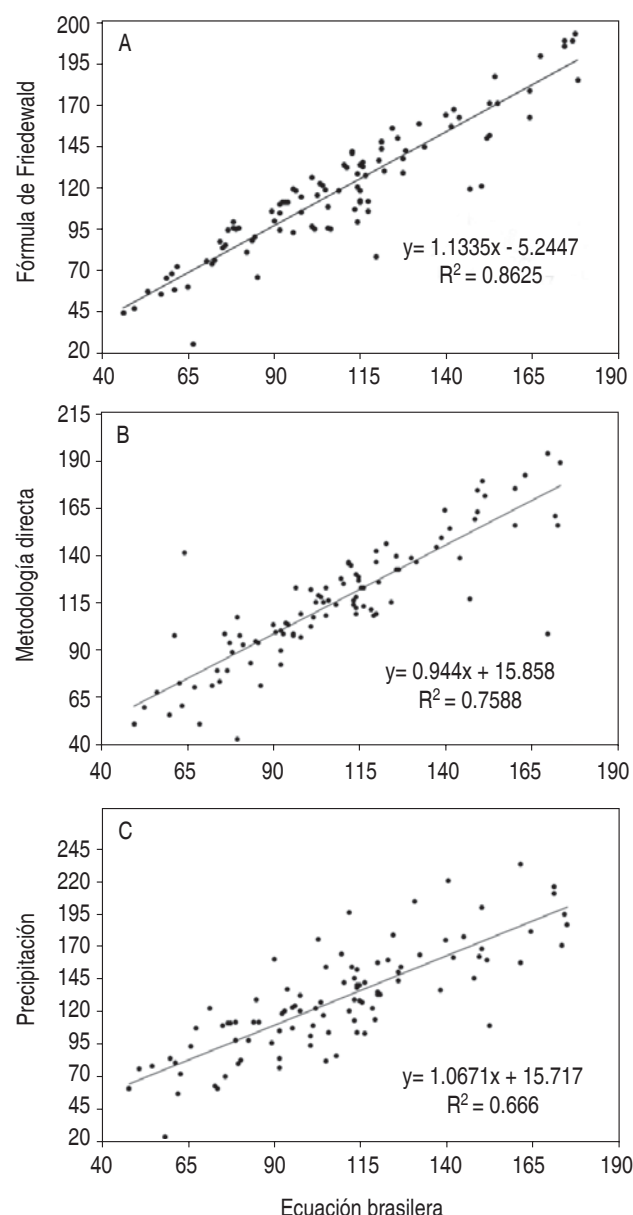 A
Fórmula de Friedewald
200
195
170
145
120
95
70
45
20
y= 1.1335x - 5.2447
R² = 0.8625
40 65 90 115 140 165 190
B
Metodología directa
215
190
165
140
115
90
65
40
y= 0.944x + 15.858
R² = 0.7588
40 65 90 115 140 165 190
C
Precipitación
245
220
195
170
145
120
95
70
45
20
y= 1.0671x + 15.717
R² = 0.666
40 65 90 115 140 165 190
Ecuación brasilera